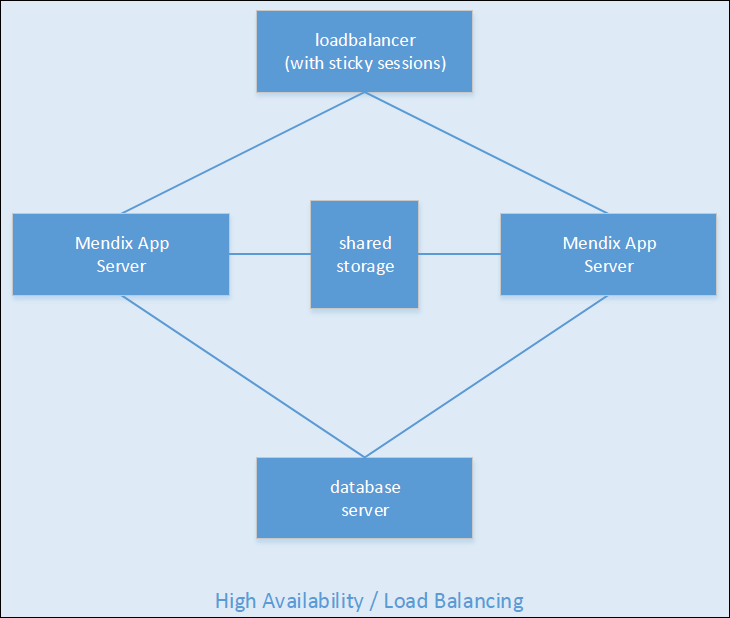 loadbalancer
(with sticky sessions)
Mendix App
Server
shared
storage
Mendix App
Server
database
server
High Availability / Load Balancing